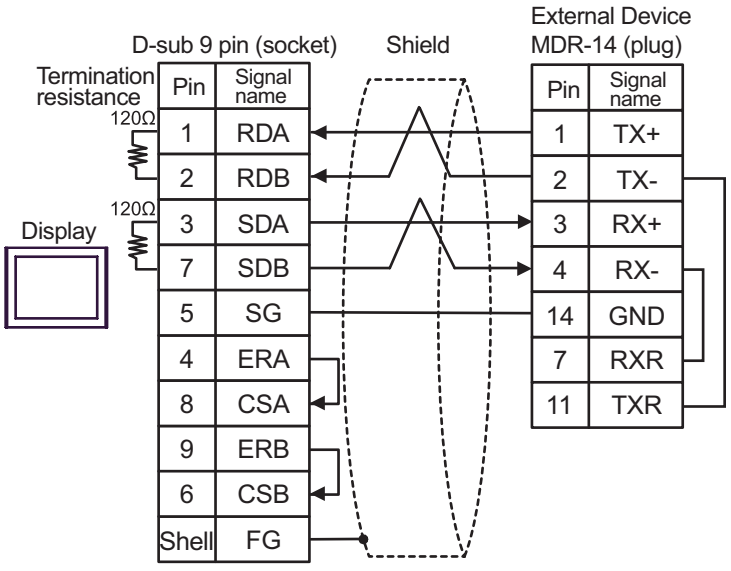 External Device
D-sub 9 pin (socket) Shield MDR-14 (plug)
Termination resistance
Pin Signal name
Pin Signal name
120Ω
1 RDA
1 TX+
2 RDB
2 TX-
120Ω
3 SDA
3 RX+
Display
7 SDB
4 RX-
5 SG
14 GND
4 ERA
7 RXR
8 CSA
11 TXR
9 ERB
6 CSB
Shell FG